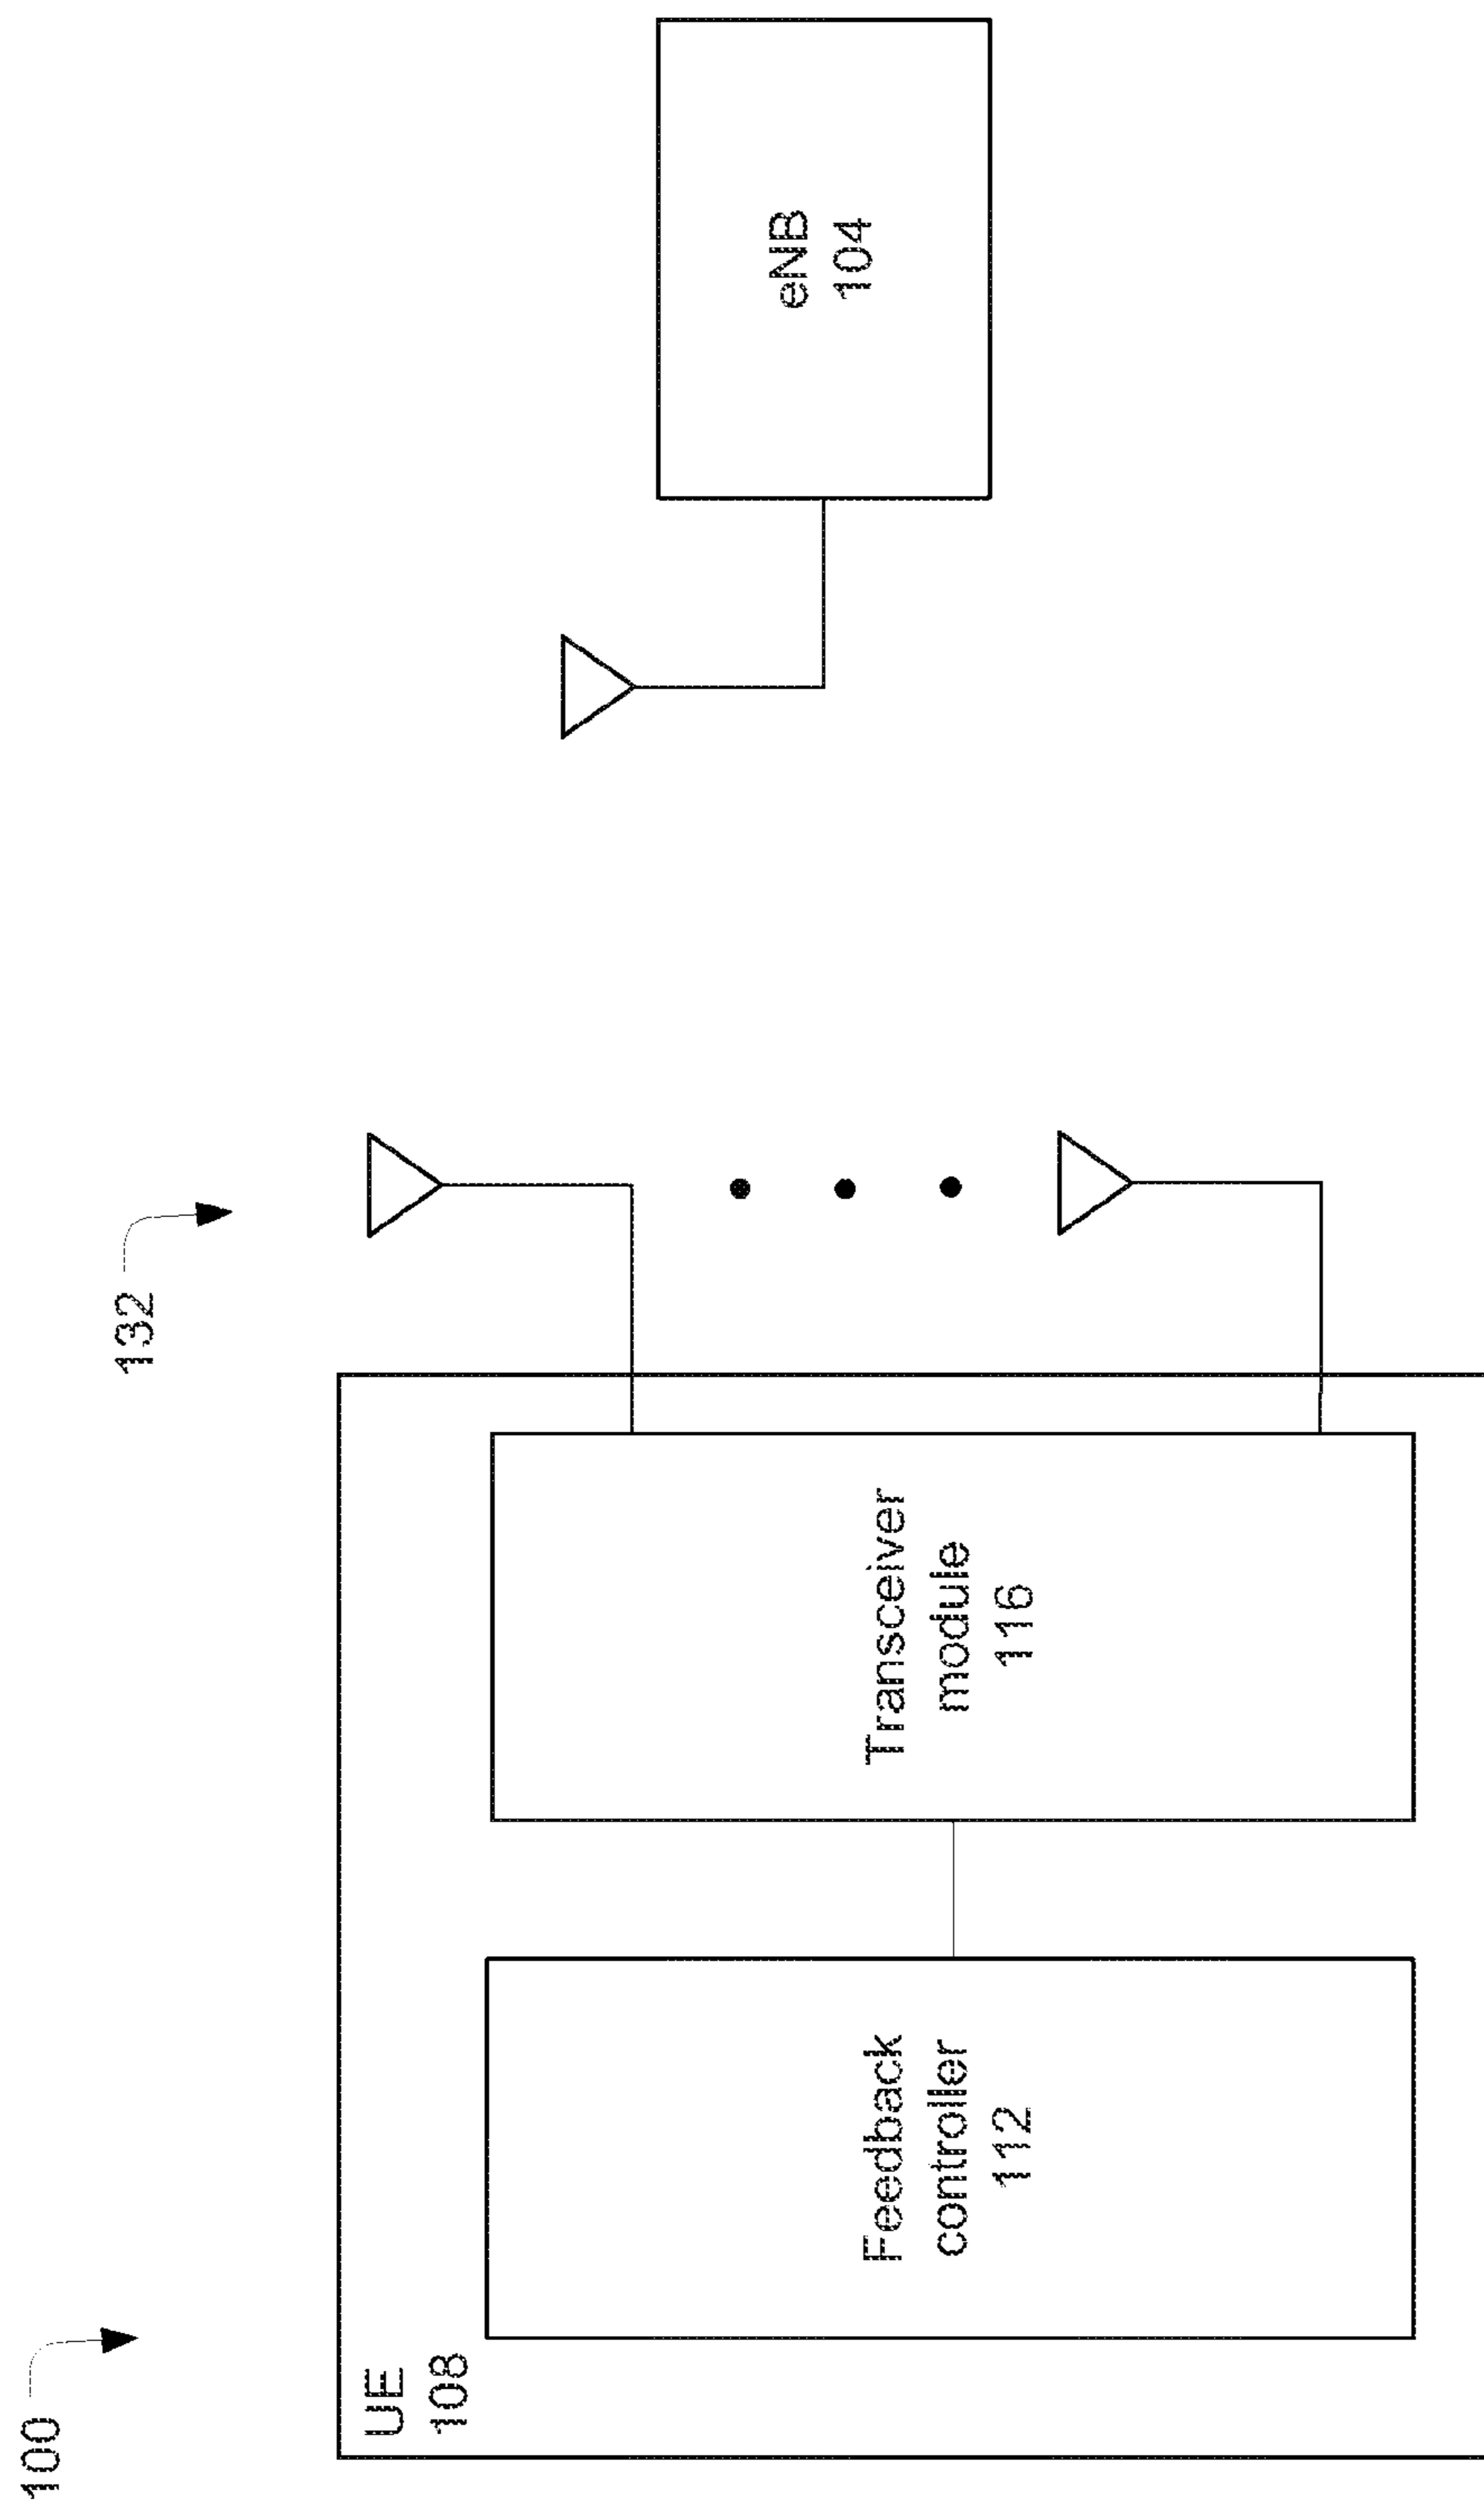 100
132
UE
108
Feedback
controller
112
Transceiver
module
116
eNB
104